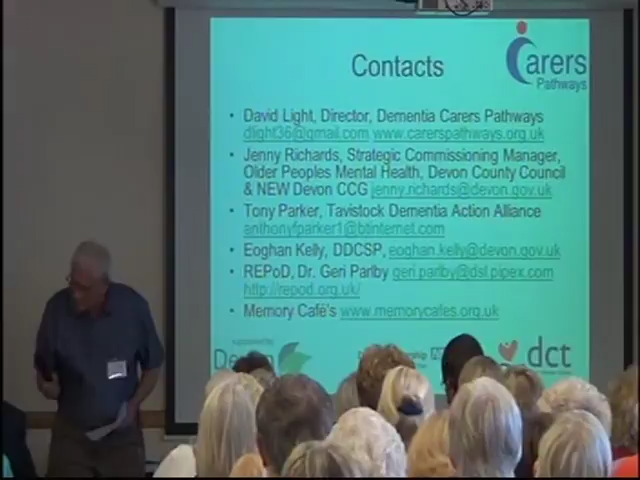 Carers
Pathways
Contacts
• David Light, Director, Dementia Carers Pathways
dlight36@gmail.com www.carerspathways.org.uk
• Jenny Richards, Strategic Commissioning Manager,
Older Peoples Mental Health, Devon County Council
& NEW Devon CCG jenny.richards@devon.gov.uk
• Tony Parker, Tavistock Dementia Action Alliance
anthonyfparker1@btinternet.com
• Eoghan Kelly, DDCSP, eoghan.kelly@devon.gov.uk
• REPoD, Dr. Geri Parlby geri.parlby@dsl.pipex.com
http://repod.org.uk/
• Memory Café's www.memorycafes.org.uk
supported by
dct